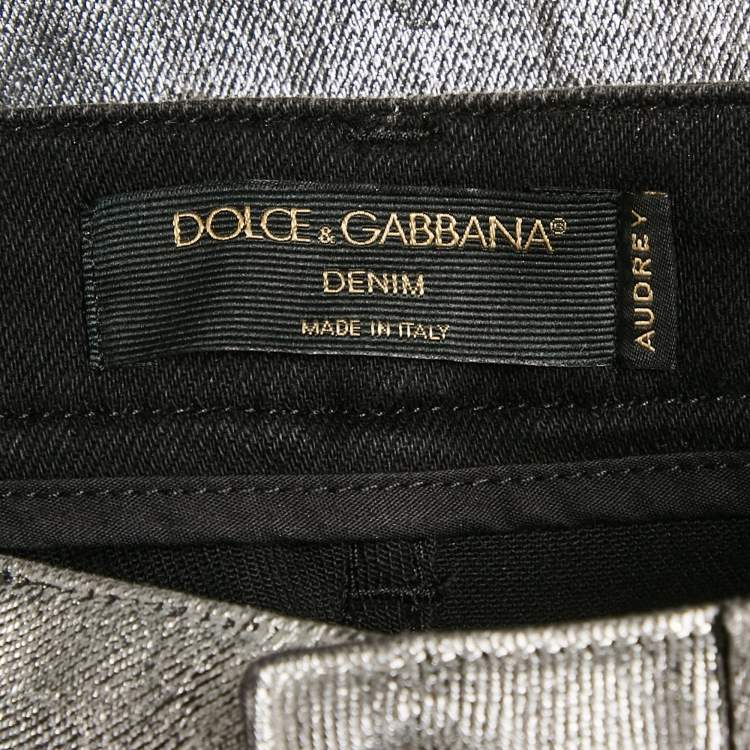 DOLCE & GABBANA®
DENIM
MADE IN ITALY
AUDREY